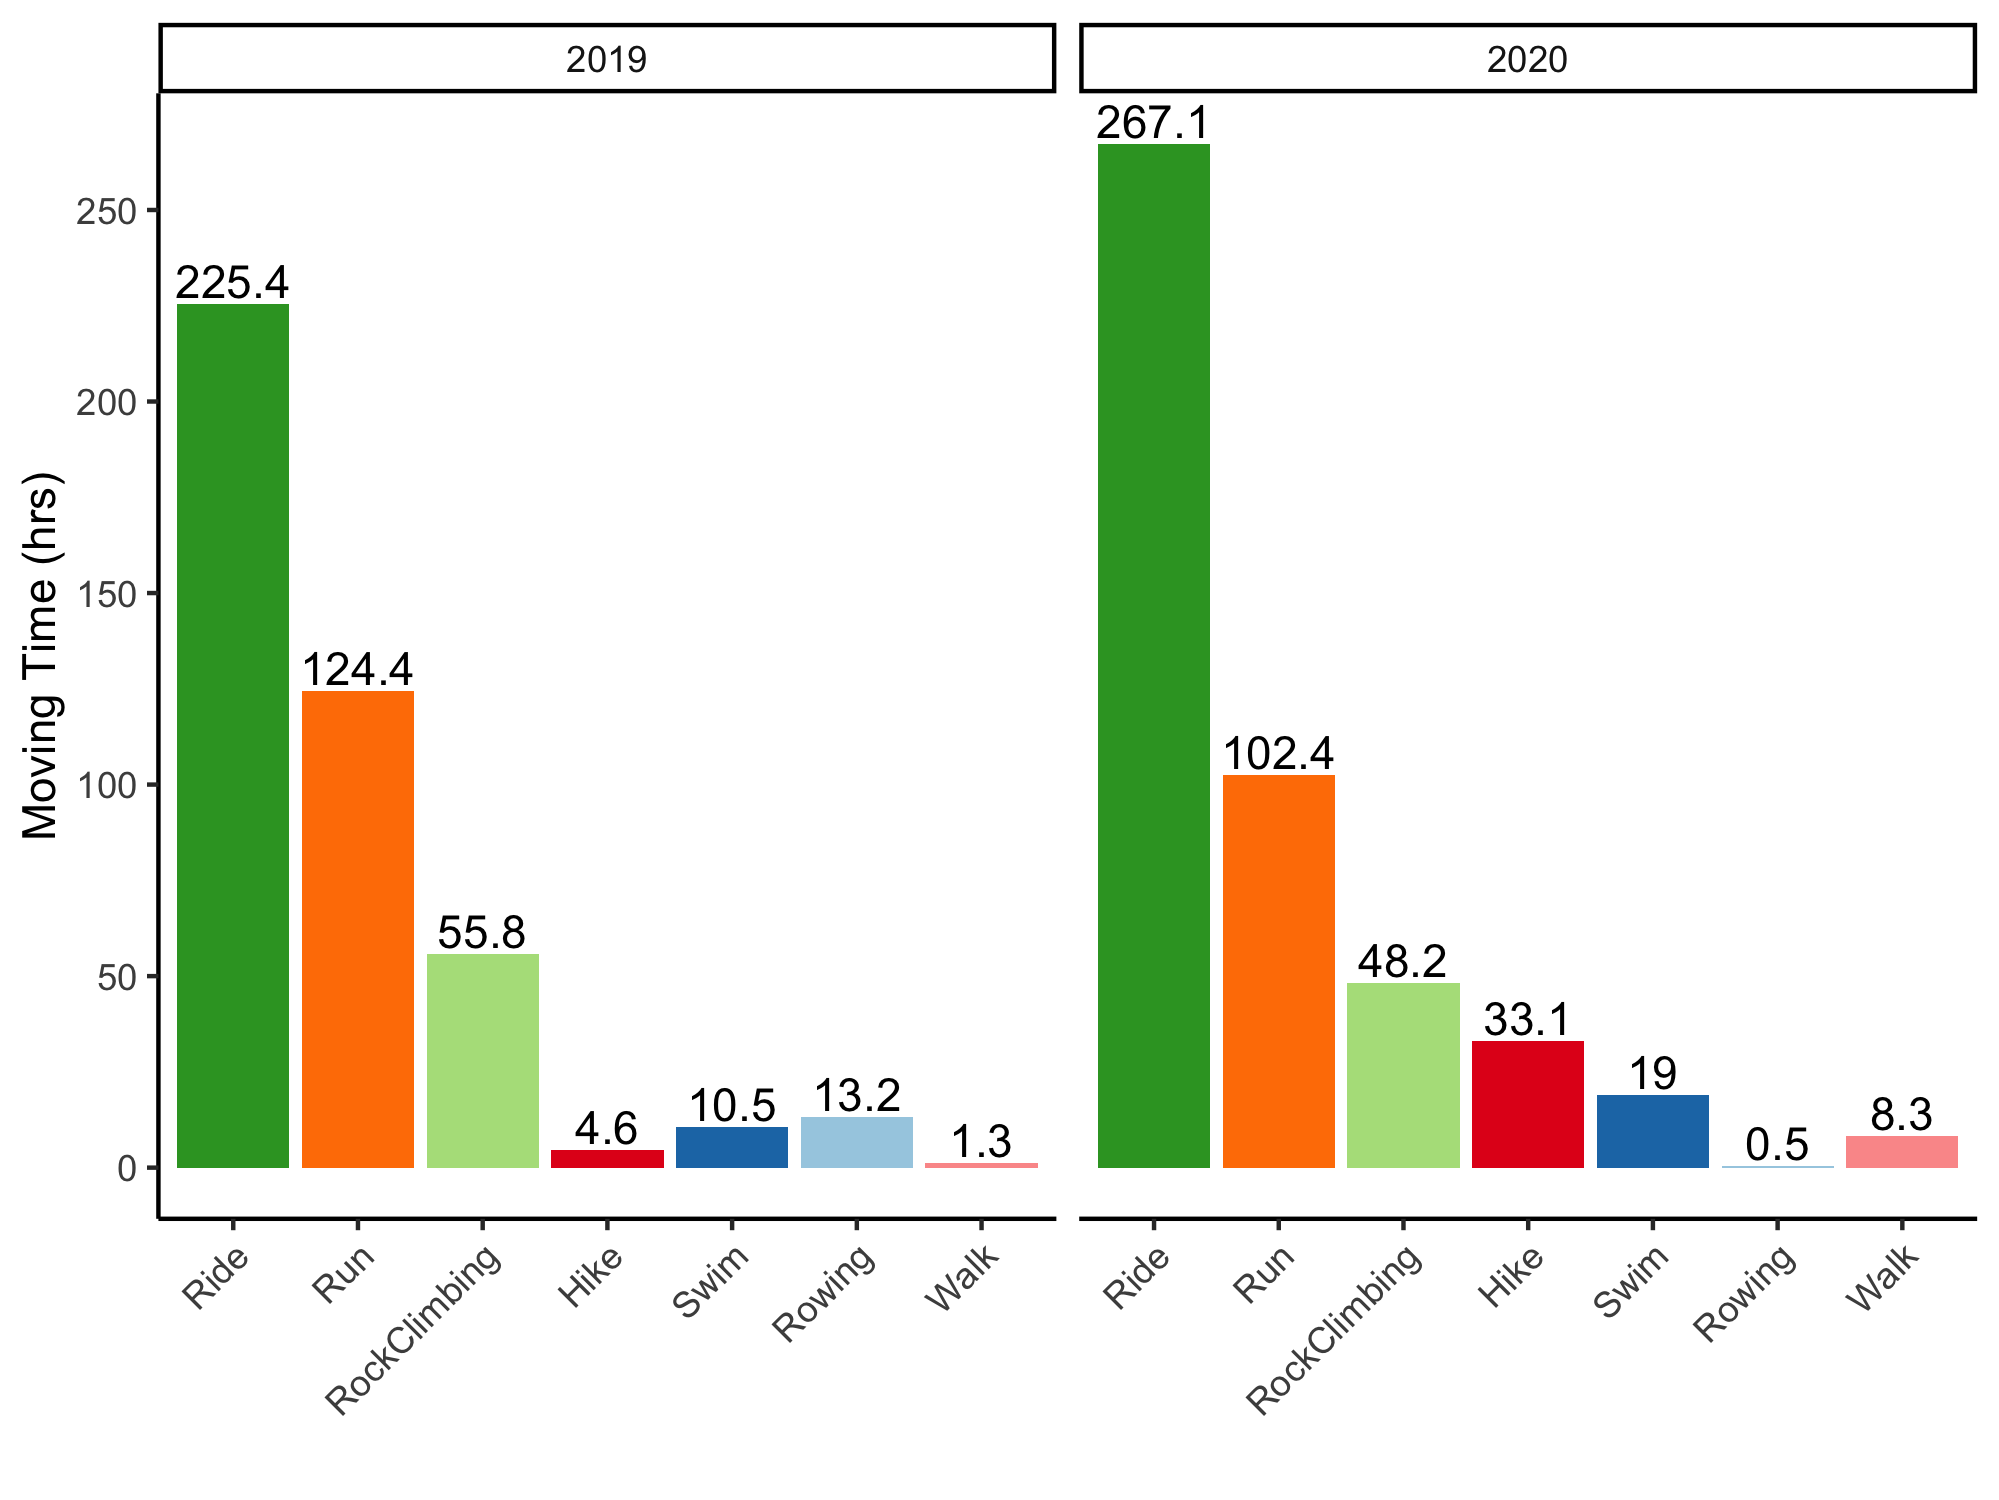 2019
2020
Moving Time (hrs)
250
200
150
100
50
0
225.4
124.4
55.8
4.6
10.5
13.2
1.3
267.1
102.4
48.2
33.1
19
0.5
8.3
Ride
Run
RockClimbing
Hike
Swim
Rowing
Walk
Ride
Run
RockClimbing
Hike
Swim
Rowing
Walk